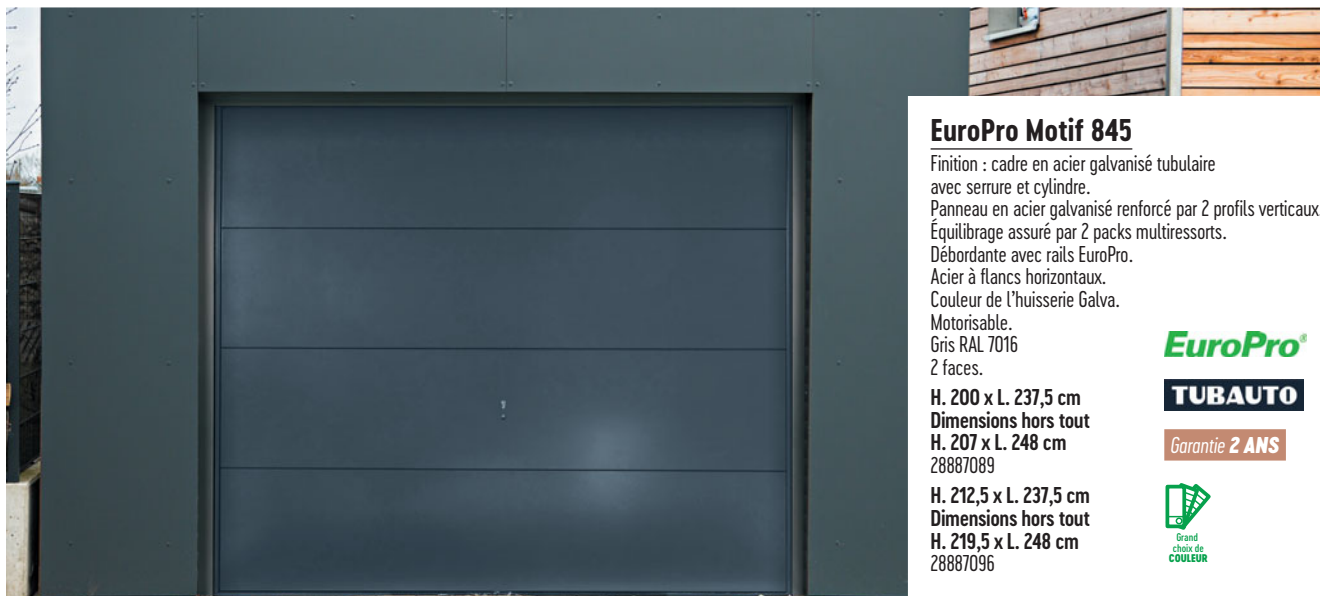 EuroPro Motif 845
Finition : cadre en acier galvanisé tubulaire
avec serrure et cylindre.
Panneau en acier galvanisé renforcé par 2 profils verticaux
Équilibrage assuré par 2 packs multiressorts.
Débordante avec rails EuroPro.
Acier à flancs horizontaux.
Couleur de l'huisserie Galva.
Motorisable.
Gris RAL 7016
2 faces.
H. 200 x L. 237,5 cm
Dimensions hors tout
H. 207 x L. 248 cm
28887089
H. 212,5 x L. 237,5 cm
Dimensions hors tout
H. 219,5 x L. 248 cm
28887096
EuroPro®
TUBAUTO
Garantie 2 ANS
Grand
choix de
COULEUR